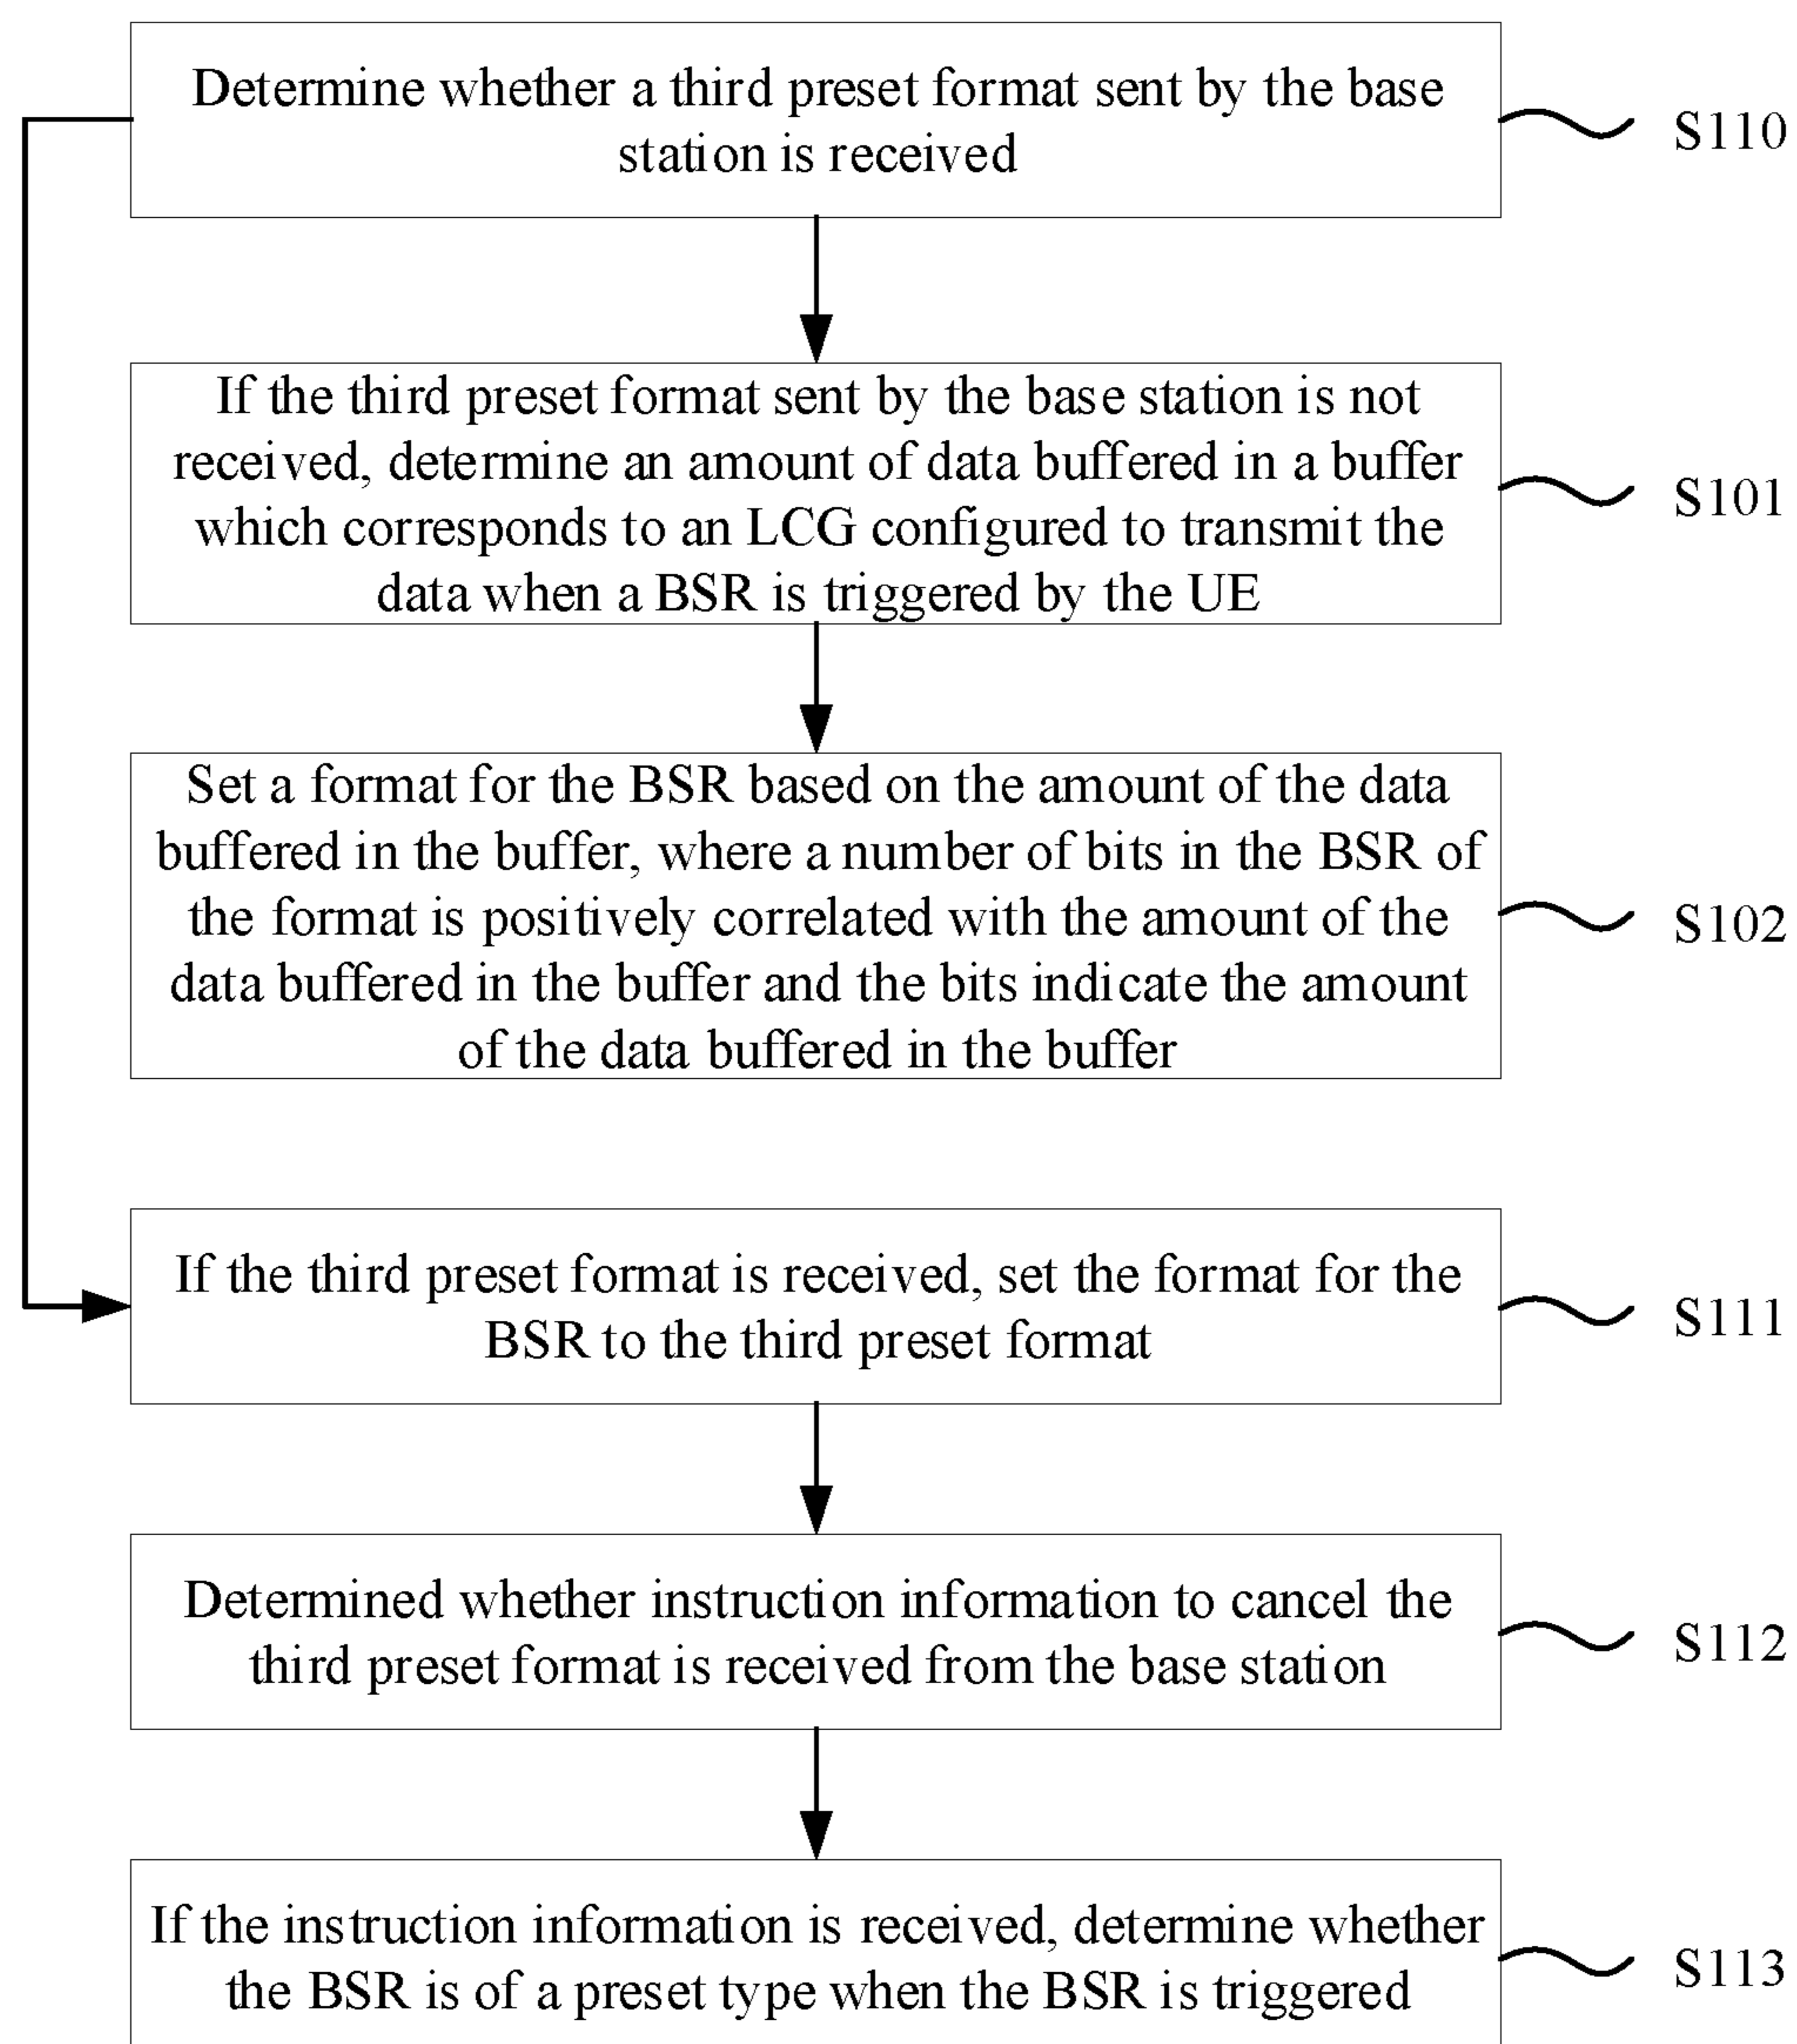 Determine whether a third preset format sent by the base
station is received
S110
If the third preset format sent by the base station is not
received, determine an amount of data buffered in a buffer
which corresponds to an LCG configured to transmit the
data when a BSR is triggered by the UE
S101
Set a format for the BSR based on the amount of the data
buffered in the buffer, where a number of bits in the BSR of
the format is positively correlated with the amount of the
data buffered in the buffer and the bits indicate the amount
of the data buffered in the buffer
S102
If the third preset format is received, set the format for the
BSR to the third preset format
S111
Determined whether instruction information to cancel the
third preset format is received from the base station
S112
If the instruction information is received, determine whether
the BSR is of a preset type when the BSR is triggered
S113